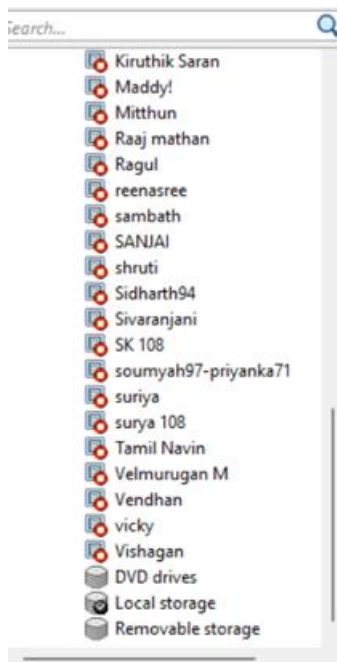 Search...
Kiruthik Saran
Maddy!
Mitthun
Raaj mathan
Ragul
reenasree
sambath
SANJAI
shruti
Sidharth94
Sivaranjani
SK 108
soumyah97-priyanka71
suriya
surya 108
Tamil Navin
Velmurugan M
Vendhan
vicky
Vishagan
DVD drives
Local storage
Removable storage